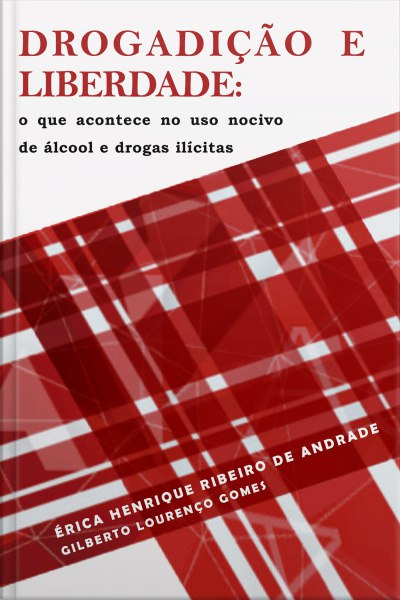 DROGADIÇÃO E
LIBERDADE:
o que acontece no uso nocivo
de álcool e drogas ilícitas
ÉRICA HENRIQUE RIBEIRO DE ANDRADE
GILBERTO LOURENÇO GOMES